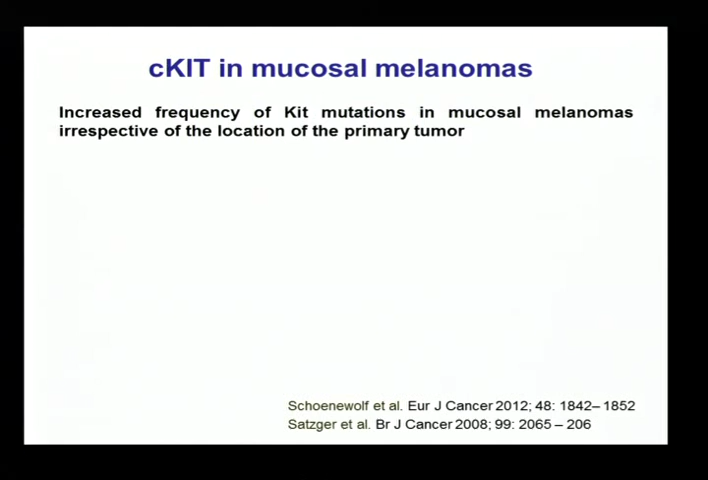 cKIT in mucosal melanomas
Increased frequency of Kit mutations in mucosal melanomas
irrespective of the location of the primary tumor
Schoenewolf et al. Eur J Cancer 2012; 48: 1842– 1852
Satzger et al. Br J Cancer 2008; 99: 2065 – 206